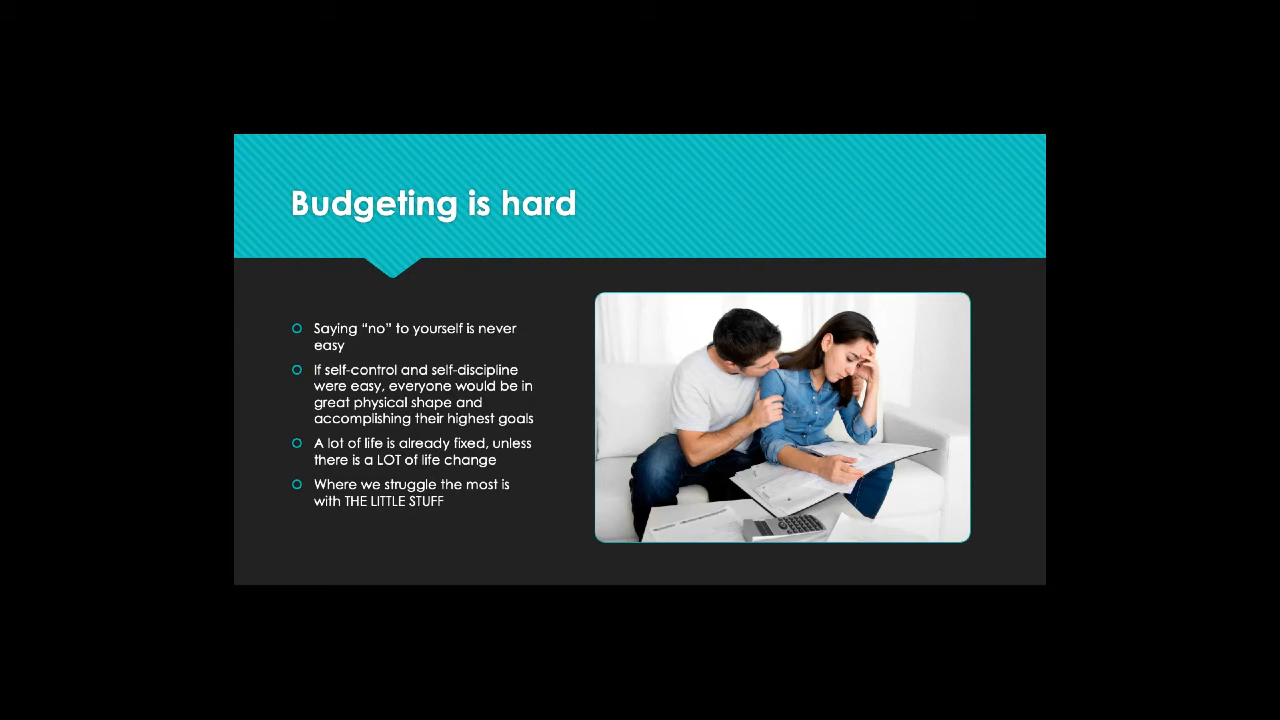 Budgeting is hard
Saying “no” to yourself is never
easy
If self-control and self-discipline
were easy, everyone would be in
great physical shape and
accomplishing their highest goals
A lot of life is already fixed, unless
there is a LOT of life change
Where we struggle the most is
with THE LITTLE STUFF